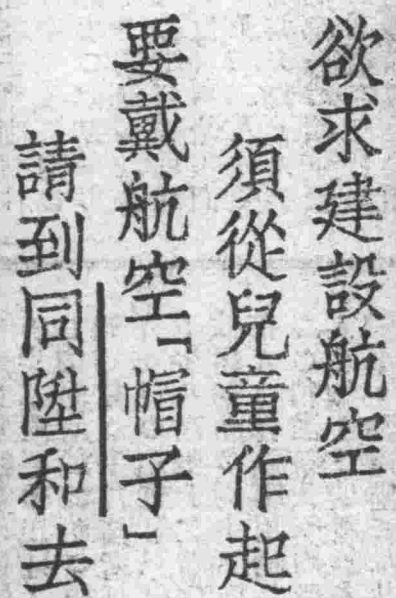 欲求建設航空
須從兒童作起
要戴航空「帽子」
請到同陞和去